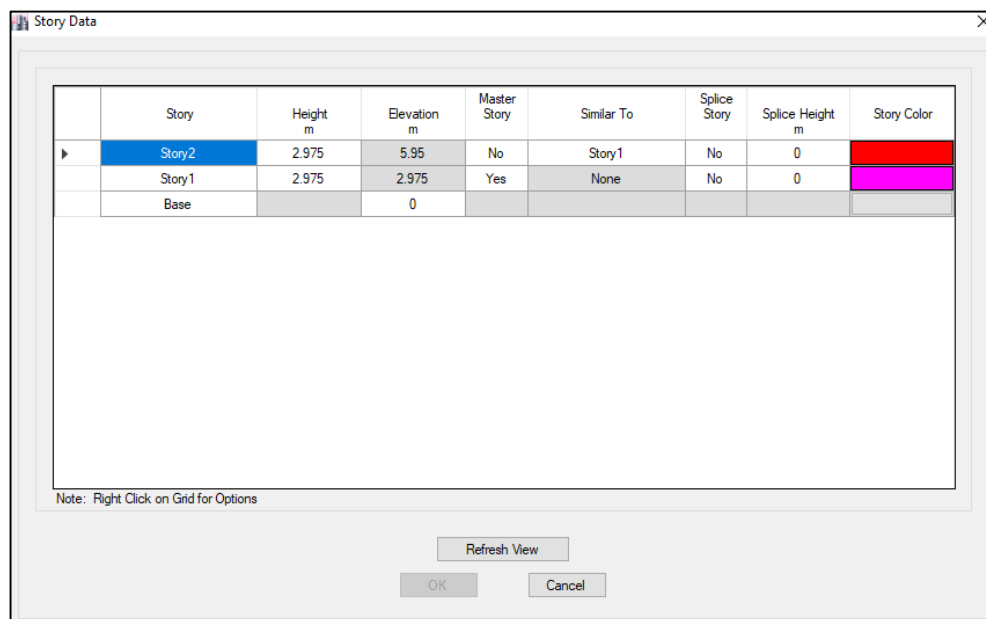 Story Data
Story Height m Elevation m Master Story Similar To Splice Story Splice Height m Story Color
Story2 2.975 5.95 No Story1 No 0
Story1 2.975 2.975 Yes None No 0
Base 0
Note: Right Click on Grid for Options
Refresh View
OK Cancel